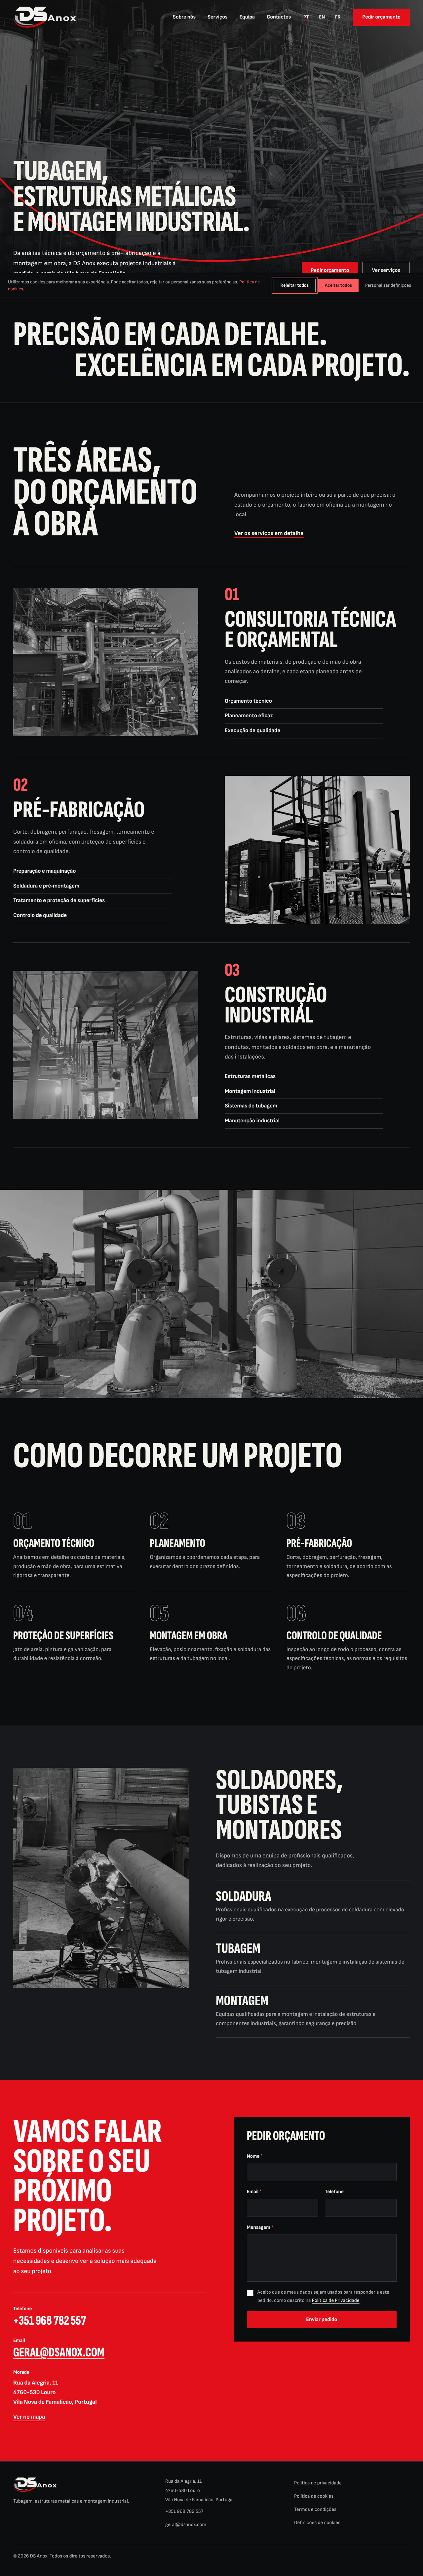 DS Anox
Sobre nós Serviços Equipa Contactos PT EN FR Pedir orçamento
TUBAGEM,
ESTRUTURAS METÁLICAS
E MONTAGEM INDUSTRIAL.
Da análise técnica e do orçamento à pré-fabricação e à
montagem em obra, a DS Anox executa projetos industriais à
Pedir orçamento Ver serviços
Utilizamos cookies para melhorar a sua experiência. Pode aceitar todos, rejeitar ou personalizar as suas preferências. Política de
cookies.
Rejeitar todos Aceitar todos Personalizar definições
PRECISÃO EM CADA DETALHE.
EXCELÊNCIA EM CADA PROJETO.
TRÊS ÁREAS,
DO ORÇAMENTO
À OBRA
Acompanhamos o projeto inteiro ou só a parte de que precisa: o
estudo e o orçamento, o fabrico em oficina ou a montagem no
local.
Ver os serviços em detalhe
01
CONSULTORIA TÉCNICA
E ORÇAMENTAL
Os custos de materiais, de produção e de mão de obra
analisados ao detalhe, e cada etapa planeada antes de
começar.
Orçamento técnico
Planeamento eficaz
Execução de qualidade
02
PRÉ-FABRICAÇÃO
Corte, dobragem, perfuração, fresagem, torneamento e
soldadura em oficina, com proteção de superfícies e
controlo de qualidade.
Preparação e maquinação
Soldadura e pré-montagem
Tratamento e proteção de superfícies
Controlo de qualidade
03
CONSTRUÇÃO
INDUSTRIAL
Estruturas, vigas e pilares, sistemas de tubagem e
condutas, montados e soldados em obra, e a manutenção
das instalações.
Estruturas metálicas
Montagem industrial
Sistemas de tubagem
Manutenção industrial
COMO DECORRE UM PROJETO
01
ORÇAMENTO TÉCNICO
Analisamos em detalhe os custos de materiais,
produção e mão de obra, para uma estimativa
rigorosa e transparente.
02
PLANEAMENTO
Organizamos e coordenamos cada etapa, para
executar dentro dos prazos definidos.
03
PRÉ-FABRICAÇÃO
Corte, dobragem, perfuração, fresagem,
torneamento e soldadura, de acordo com as
especificações do projeto.
04
PROTEÇÃO DE SUPERFÍCIES
Jato de areia, pintura e galvanização, para
durabilidade e resistência à corrosão.
05
MONTAGEM EM OBRA
Elevação, posicionamento, fixação e soldadura das
estruturas e da tubagem no local.
06
CONTROLO DE QUALIDADE
Inspeção ao longo de todo o processo, contra as
especificações técnicas, as normas e os requisitos
do projeto.
SOLDADORES,
TUBISTAS E
MONTADORES
Dispomos de uma equipa de profissionais qualificados,
dedicados à realização do seu projeto.
SOLDADURA
Profissionais qualificados na execução de processos de soldadura com elevado
rigor e precisão.
TUBAGEM
Profissionais especializados no fabrico, montagem e instalação de sistemas de
tubagem industrial.
MONTAGEM
Equipas qualificadas para a montagem e instalação de estruturas e
componentes industriais, garantindo segurança e precisão.
VAMOS FALAR
SOBRE O SEU
PRÓXIMO
PROJETO.
Estamos disponíveis para analisar as suas
necessidades e desenvolver a solução mais adequada
ao seu projeto.
Telefone
+351 968 782 557
Email
GERAL@DSANOX.COM
Morada
Rua da Alegria, 11
4760-530 Louro
Vila Nova de Famalicão, Portugal
Ver no mapa
PEDIR ORÇAMENTO
Nome *
Email * Telefone
Mensagem *
Aceito que os meus dados sejam usados para responder a este
pedido, como descrito na Política de Privacidade.
Enviar pedido
DS Anox
Tubagem, estruturas metálicas e montagem industrial.
Rua da Alegria, 11
4760-530 Louro
Vila Nova de Famalicão, Portugal
+351 968 782 557
geral@dsanox.com
Política de privacidade
Política de cookies
Termos e condições
Definições de cookies
© 2026 DS Anox. Todos os direitos reservados.